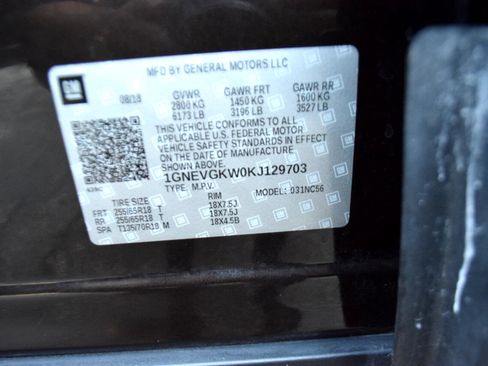 GM
MFD BY GENERAL MOTORS LLC
08/18 GVWR GAWR FRT GAWR RR
2800 KG 1450 KG 1600 KG
6173 LB 3196 LB 3527 LB
THIS VEHICLE CONFORMS TO ALL
APPLICABLE U.S. FEDERAL MOTOR
VEHICLE SAFETY STANDARDS IN EFFECT
ON THE DATE OF MANUFACTURE
SHOWN ABOVE.
1GNEVGKW0KJ129703
TYPE: M.P.V. MODEL: 031NC56
TIRE SIZE RIM
FRT 255/65R18 T 18X7.5J
RR 255/65R18 T 18X7.5J
SPA T135/70R18 M 18X4.5B